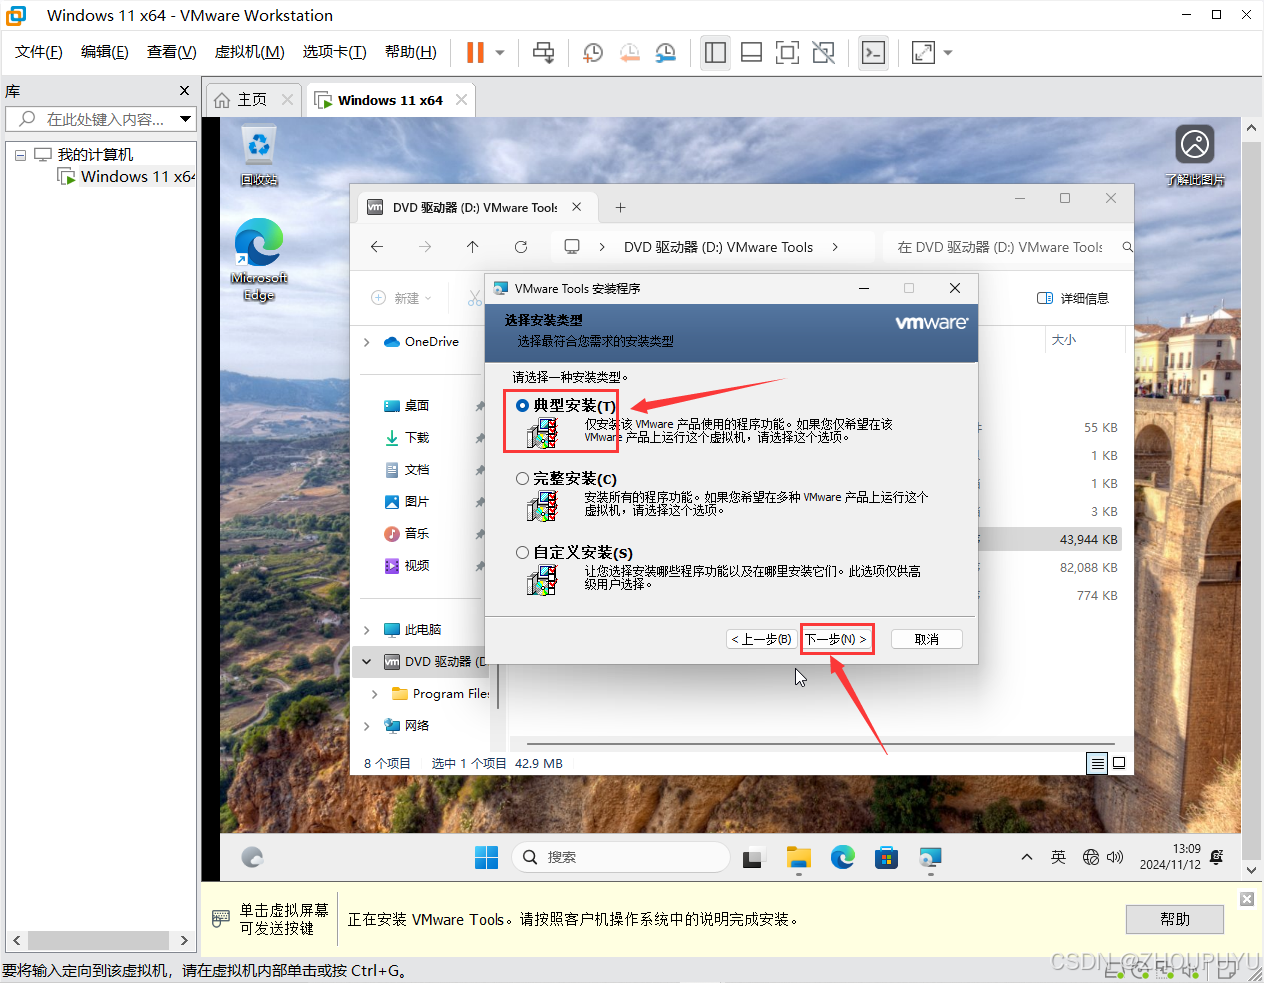 Windows 11 x64 - VMware Workstation
文件(F) 编辑(E) 查看(V) 虚拟机(M) 选项卡(T) 帮助(H)
库
在此处键入内容...
我的计算机
Windows 11 x64
主页
Windows 11 x64
回收站
Microsoft
Edge
了解此图片
DVD 驱动器 (D:) VMware Tools
DVD 驱动器 (D:) VMware Tools
在 DVD 驱动器 (D:) VMware Tools
新建
详细信息
OneDrive
桌面
下载
文档
图片
音乐
视频
此电脑
DVD 驱动器 (D
Program Files
网络
大小
55 KB
1 KB
1 KB
3 KB
43,944 KB
82,088 KB
774 KB
8 个项目 选中 1 个项目 42.9 MB
VMware Tools 安装程序
选择安装类型
选择最符合您需求的安装类型
vmware
请选择一种安装类型。
典型安装(T)
仅安装该 VMware 产品使用的程序功能。如果您仅希望在该
VMware 产品上运行这个虚拟机，请选择这个选项。
完整安装(C)
安装所有的程序功能。如果您希望在多种 VMware 产品上运行这个
虚拟机，请选择这个选项。
自定义安装(S)
让您选择安装哪些程序功能以及在哪里安装它们。此选项仅供高
级用户选择。
< 上一步(B)
下一步(N) >
取消
搜索
英
13:09
2024/11/12
单击虚拟屏幕
可发送按键
正在安装 VMware Tools。请按照客户机操作系统中的说明完成安装。
帮助
要将输入定向到该虚拟机，请在虚拟机内部单击或按 Ctrl+G。
CSDN @ZHOUPUYU